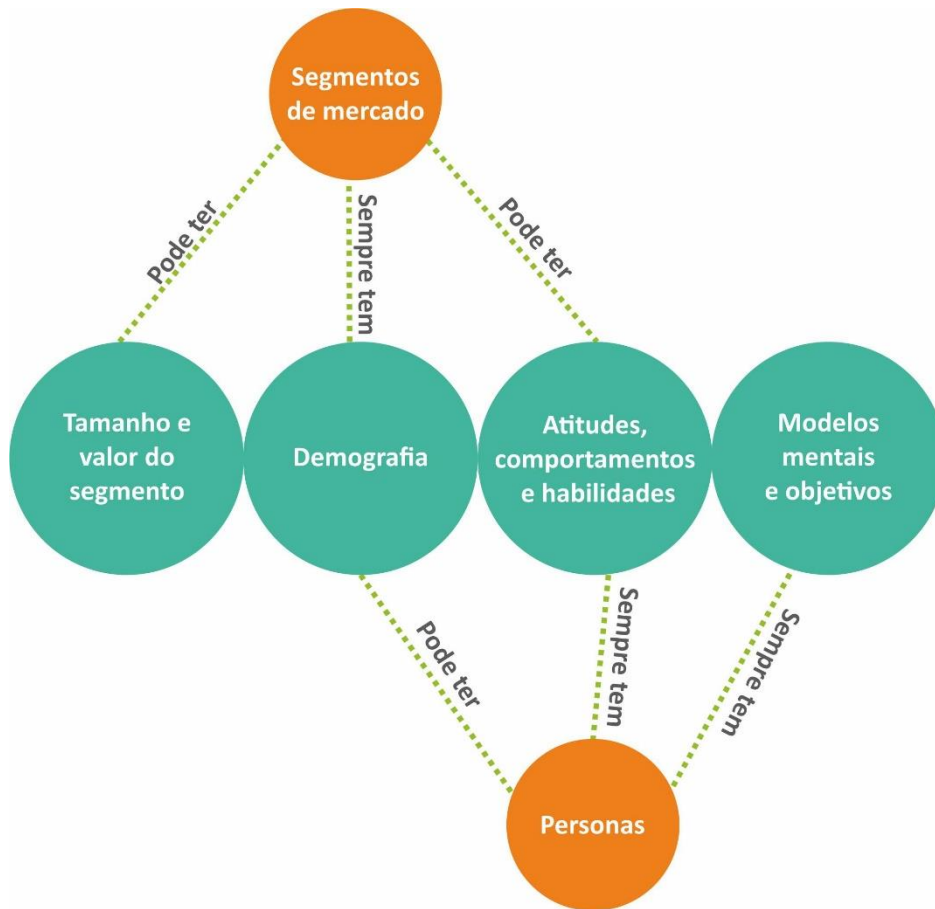 Segmentos
de mercado
Pode ter
Sempre tem
Pode ter
Tamanho e
valor do
segmento
Demografia
Atitudes,
comportamentos
e habilidades
Modelos
mentais
e objetivos
Pode ter
Sempre tem
Sempre tem
Personas